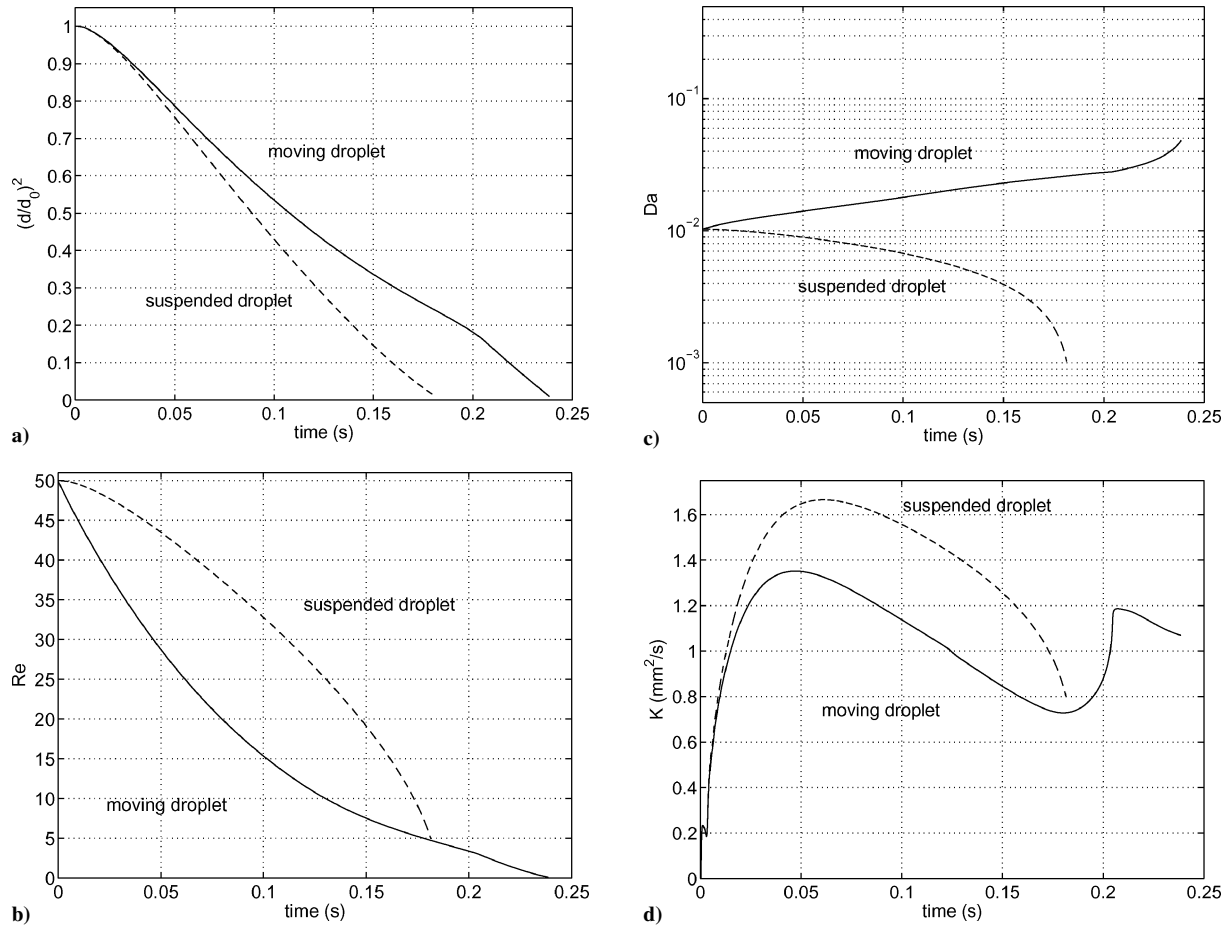 1
0.9
0.8
0.7
0.6
0.5
0.4
0.3
0.2
0.1
0
(d/d₀)²
moving droplet
suspended droplet
0 0.05 0.1 0.15 0.2 0.25
time (s)
a)
10⁻¹
10⁻²
10⁻³
Da
moving droplet
suspended droplet
0 0.05 0.1 0.15 0.2 0.25
time (s)
c)
50
45
40
35
30
25
20
15
10
5
0
Re
suspended droplet
moving droplet
0 0.05 0.1 0.15 0.2 0.25
time (s)
b)
1.6
1.4
1.2
1
0.8
0.6
0.4
0.2
0
K (mm²/s)
suspended droplet
moving droplet
0 0.05 0.1 0.15 0.2 0.25
time (s)
d)